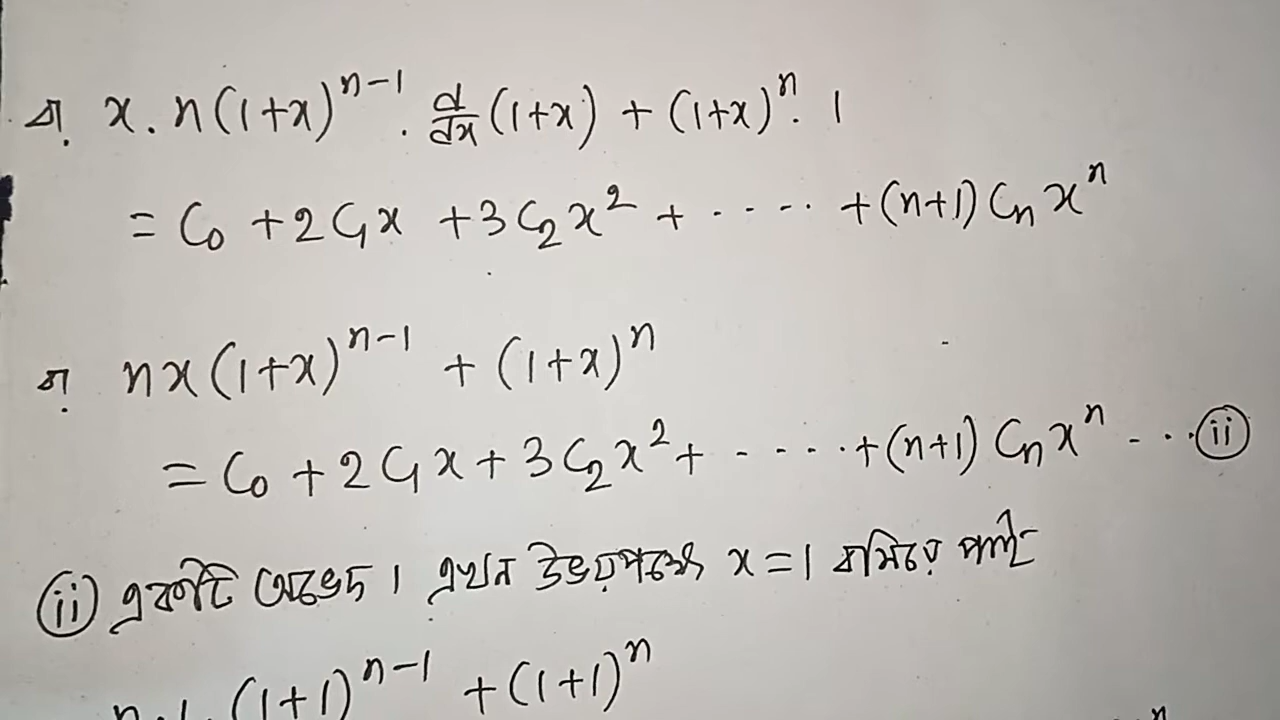 বা, x . n(1+x)^{n-1} . d/dx (1+x) + (1+x)^n . 1
= C₀ + 2C₁x + 3C₂x² + ····· + (n+1) Cₙxⁿ
বা, nx(1+x)^{n-1} + (1+x)^n
= C₀ + 2C₁x + 3C₂x² + ····· + (n+1) Cₙxⁿ ···(ii)
(ii) একটি অভেদ । এখন উভয়পক্ষে x = 1 বসিয়ে পাই
n.1. (1+1)^{n-1} + (1+1)^n